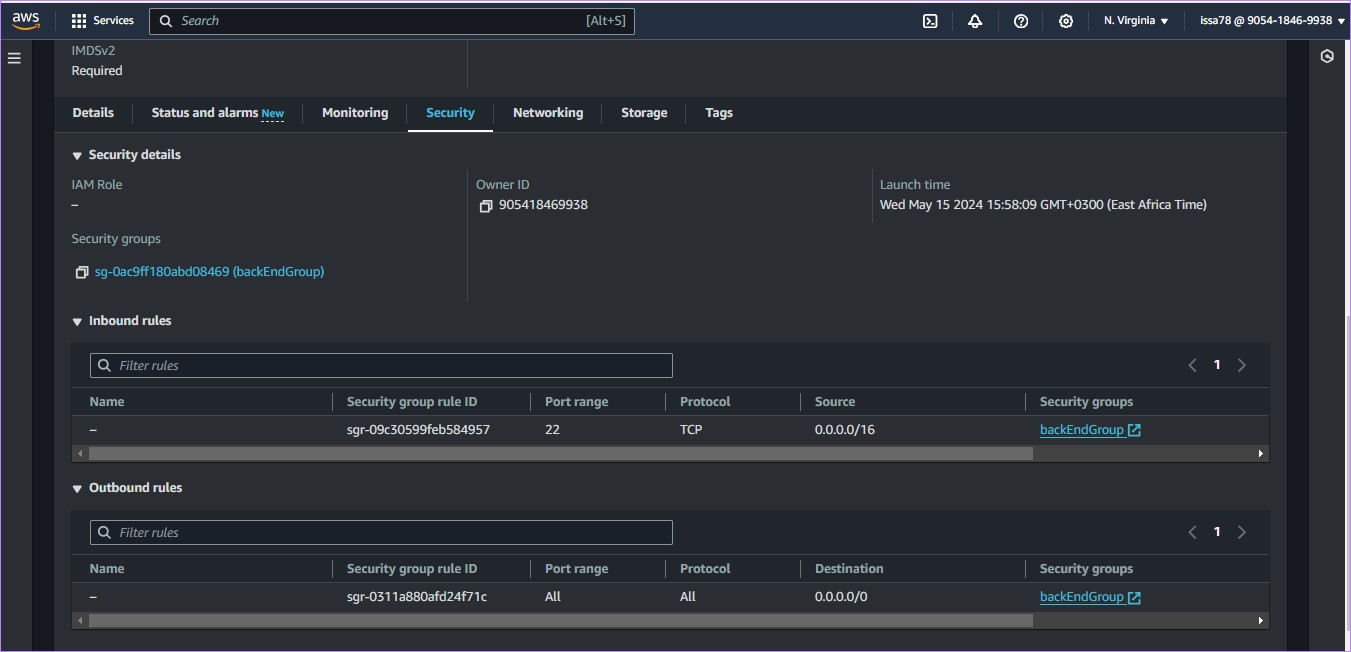 aws Services Search [Alt+S] N. Virginia issa78 @ 9054-1846-9938
IMDSv2
Required
Details Status and alarms New Monitoring Security Networking Storage Tags
Security details
IAM Role Owner ID Launch time
– 905418469938 Wed May 15 2024 15:58:09 GMT+0300 (East Africa Time)
Security groups
sg-0ac9ff180abd08469 (backEndGroup)
Inbound rules
Filter rules 1
Name Security group rule ID Port range Protocol Source Security groups
– sgr-09c30599feb584957 22 TCP 0.0.0.0/16 backEndGroup
Outbound rules
Filter rules 1
Name Security group rule ID Port range Protocol Destination Security groups
– sgr-0311a880afd24f71c All All 0.0.0.0/0 backEndGroup